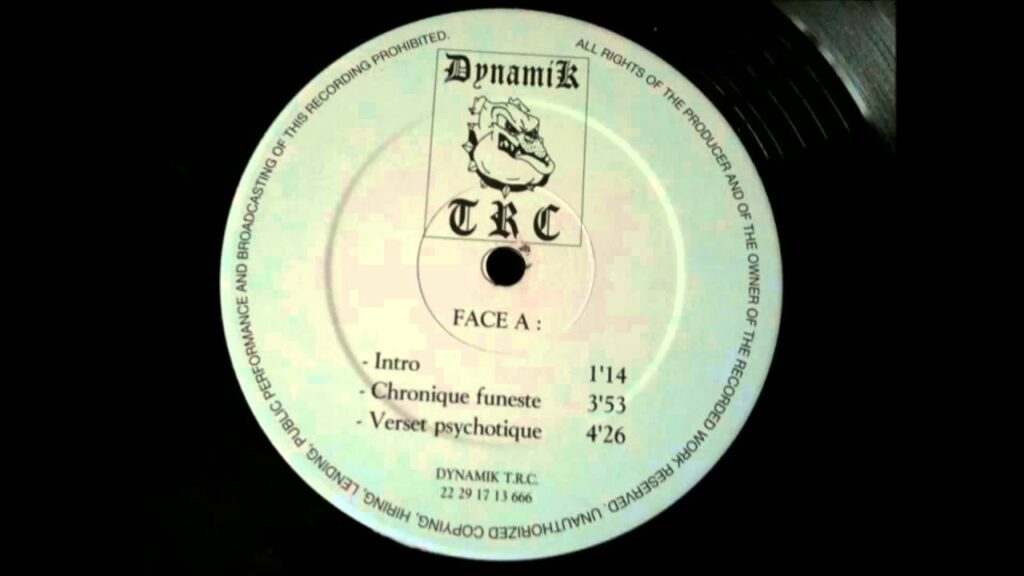 ALL RIGHTS OF THE PRODUCER AND OF THE OWNER OF THE RECORDED WORK RESERVED. UNAUTHORIZED COPYING, HIRING, LENDING, PUBLIC PERFORMANCE AND BROADCASTING OF THIS RECORDING PROHIBITED.
DynamiK
TRC
FACE A :
- Intro 1'14
- Chronique funeste 3'53
- Verset psychotique 4'26
DYNAMIK T.R.C.
22 29 17 13 666